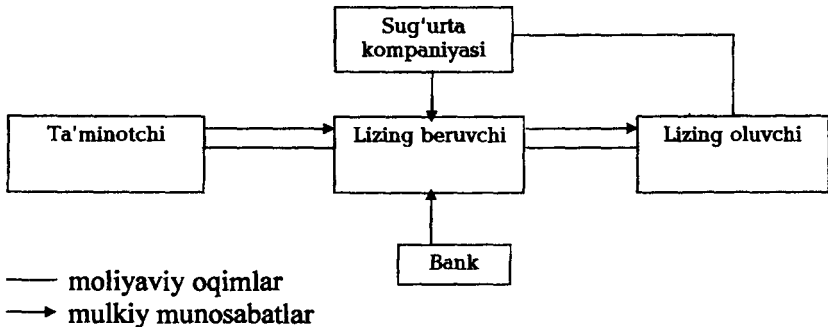 Sug'urta
kompaniyasi
Ta'minotchi
Lizing beruvchi
Lizing oluvchi
Bank
moliyaviy oqimlar
mulkiy munosabatlar